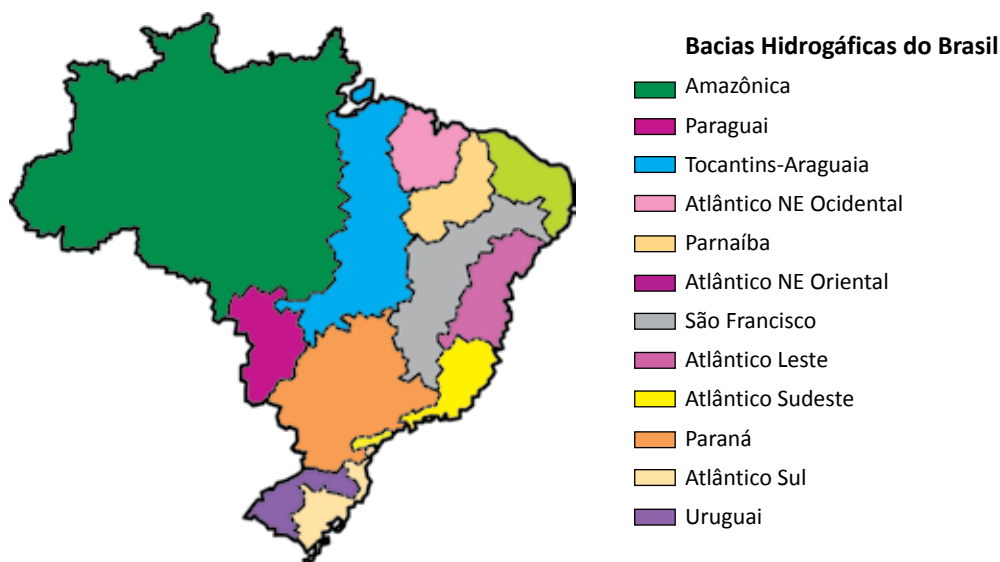 Bacias Hidrogáficas do Brasil
Amazônica
Paraguai
Tocantins-Araguaia
Atlântico NE Ocidental
Parnaíba
Atlântico NE Oriental
São Francisco
Atlântico Leste
Atlântico Sudeste
Paraná
Atlântico Sul
Uruguai